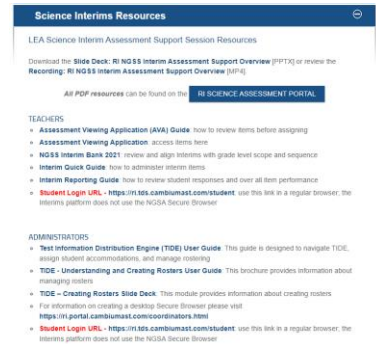 Science Interims Resources
LEA Science Interim Assessment Support Session Resources
Download the Slide Deck: RI NGSS Interim Assessment Support Overview [PPTX] or review the
Recording: RI NGSS Interim Assessment Support Overview [MP4].
All PDF resources can be found on the RI SCIENCE ASSESSMENT PORTAL
TEACHERS
» Assessment Viewing Application (AVA) Guide: how to review items before assigning
» Assessment Viewing Application: access items here
» NGSS Interim Bank 2021: review and align Interims with grade level scope and sequence
» Interim Quick Guide: how to administer interim items
» Interim Reporting Guide: how to review student responses and over all item performance
» Student Login URL - https://ri.tds.cambiumast.com/student: use this link in a regular browser, the
Interims platform does not use the NGSA Secure Browser
ADMINISTRATORS
» Test Information Distribution Engine (TIDE) User Guide: This guide is designed to navigate TIDE,
assign student accommodations, and manage rostering
» TIDE - Understanding and Creating Rosters User Guide: This brochure provides information about
managing rosters
» TIDE – Creating Rosters Slide Deck: This module provides information about creating rosters
» For information on creating a desktop Secure Browser please visit
https://ri.portal.cambiumast.com/coordinators.html
» Student Login URL - https://ri.tds.cambiumast.com/student: use this link in a regular browser, the
Interims platform does not use the NGSA Secure Browser